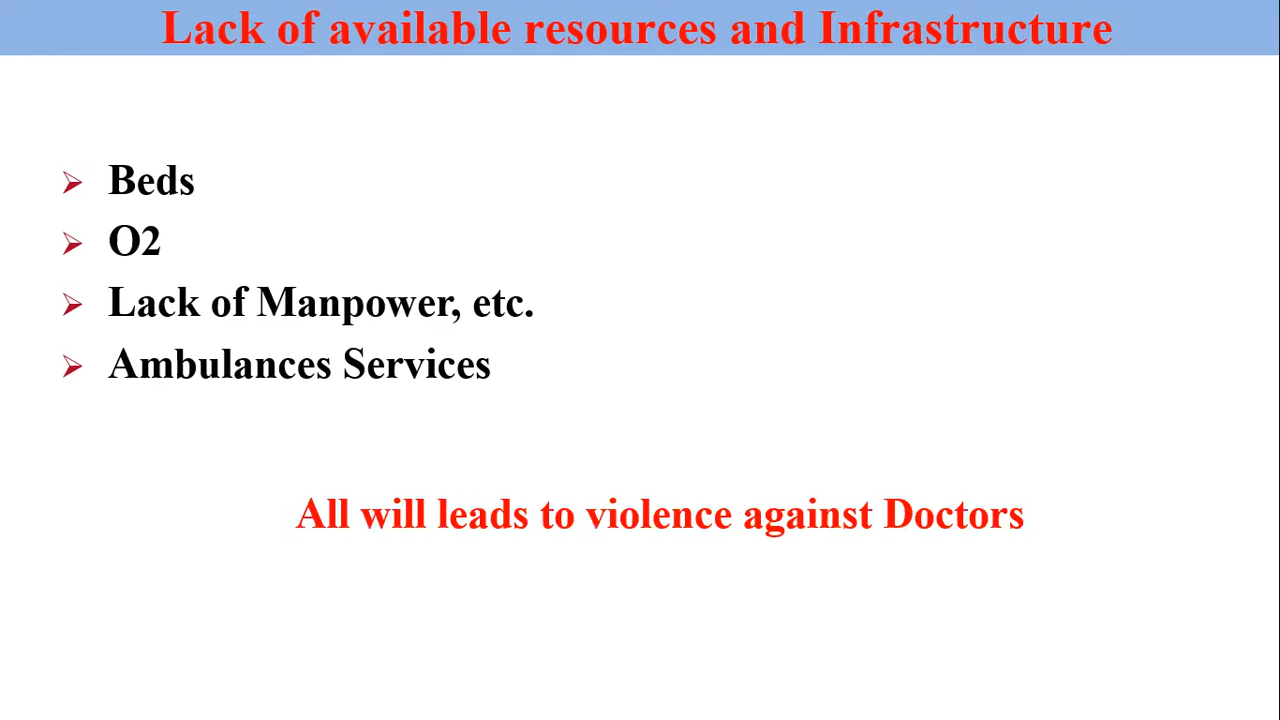 Lack of available resources and Infrastructure
Beds
O2
Lack of Manpower, etc.
Ambulances Services
All will leads to violence against Doctors